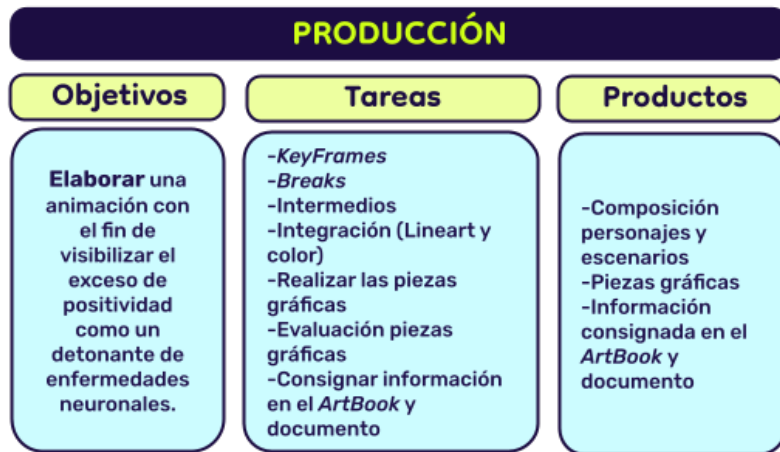 PRODUCCIÓN
Objetivos
Elaborar una
animación con
el fin de
visibilizar el
exceso de
positividad
como un
detonante de
enfermedades
neuronales.
Tareas
-KeyFrames
-Breaks
-Intermedios
-Integración (Lineart y
color)
-Realizar las piezas
gráficas
-Evaluación piezas
gráficas
-Consignar información
en el ArtBook y
documento
Productos
-Composición
personajes y
escenarios
-Piezas gráficas
-Información
consignada en el
ArtBook y
documento